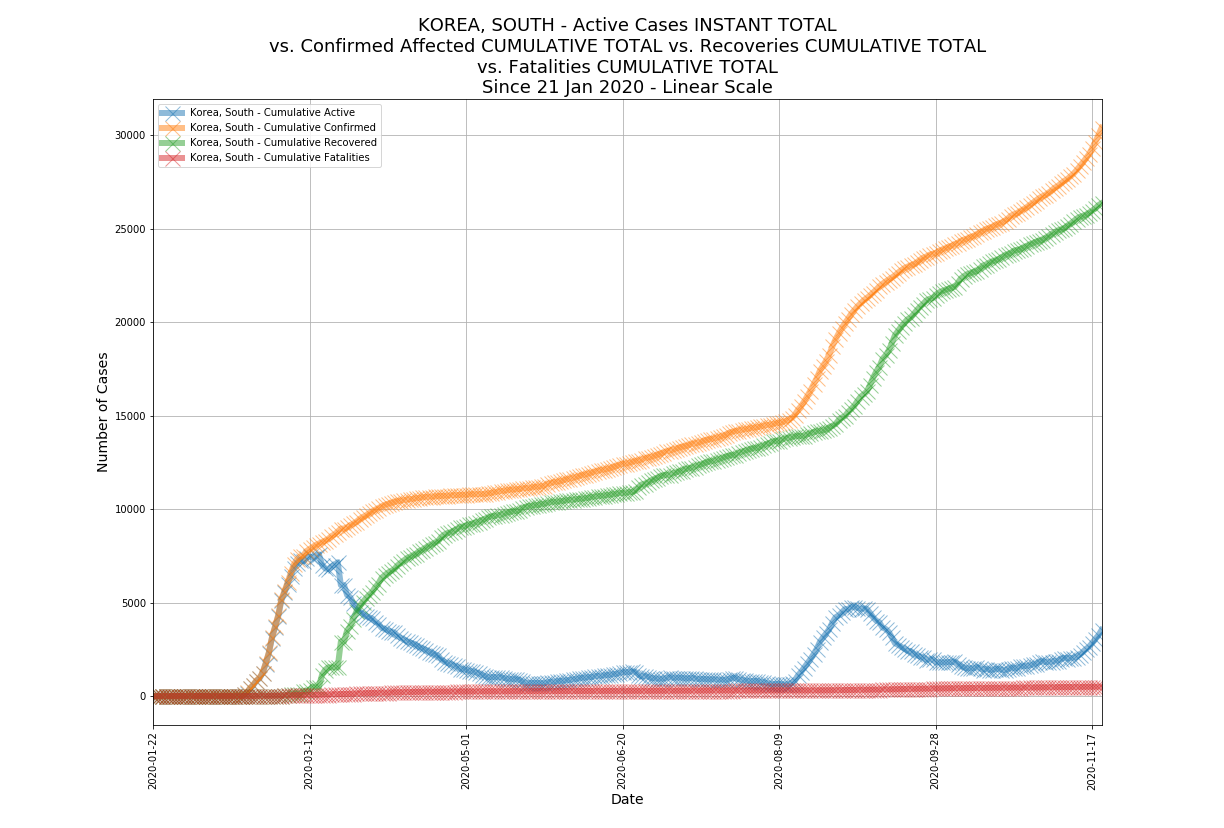 KOREA, SOUTH - Active Cases INSTANT TOTAL
vs. Confirmed Affected CUMULATIVE TOTAL vs. Recoveries CUMULATIVE TOTAL
vs. Fatalities CUMULATIVE TOTAL
Since 21 Jan 2020 - Linear Scale
Korea, South - Cumulative Active
Korea, South - Cumulative Confirmed
Korea, South - Cumulative Recovered
Korea, South - Cumulative Fatalities
Number of Cases
30000
25000
20000
15000
10000
5000
0
2020-01-22
2020-03-12
2020-05-01
2020-06-20
2020-08-09
2020-09-28
2020-11-17
Date